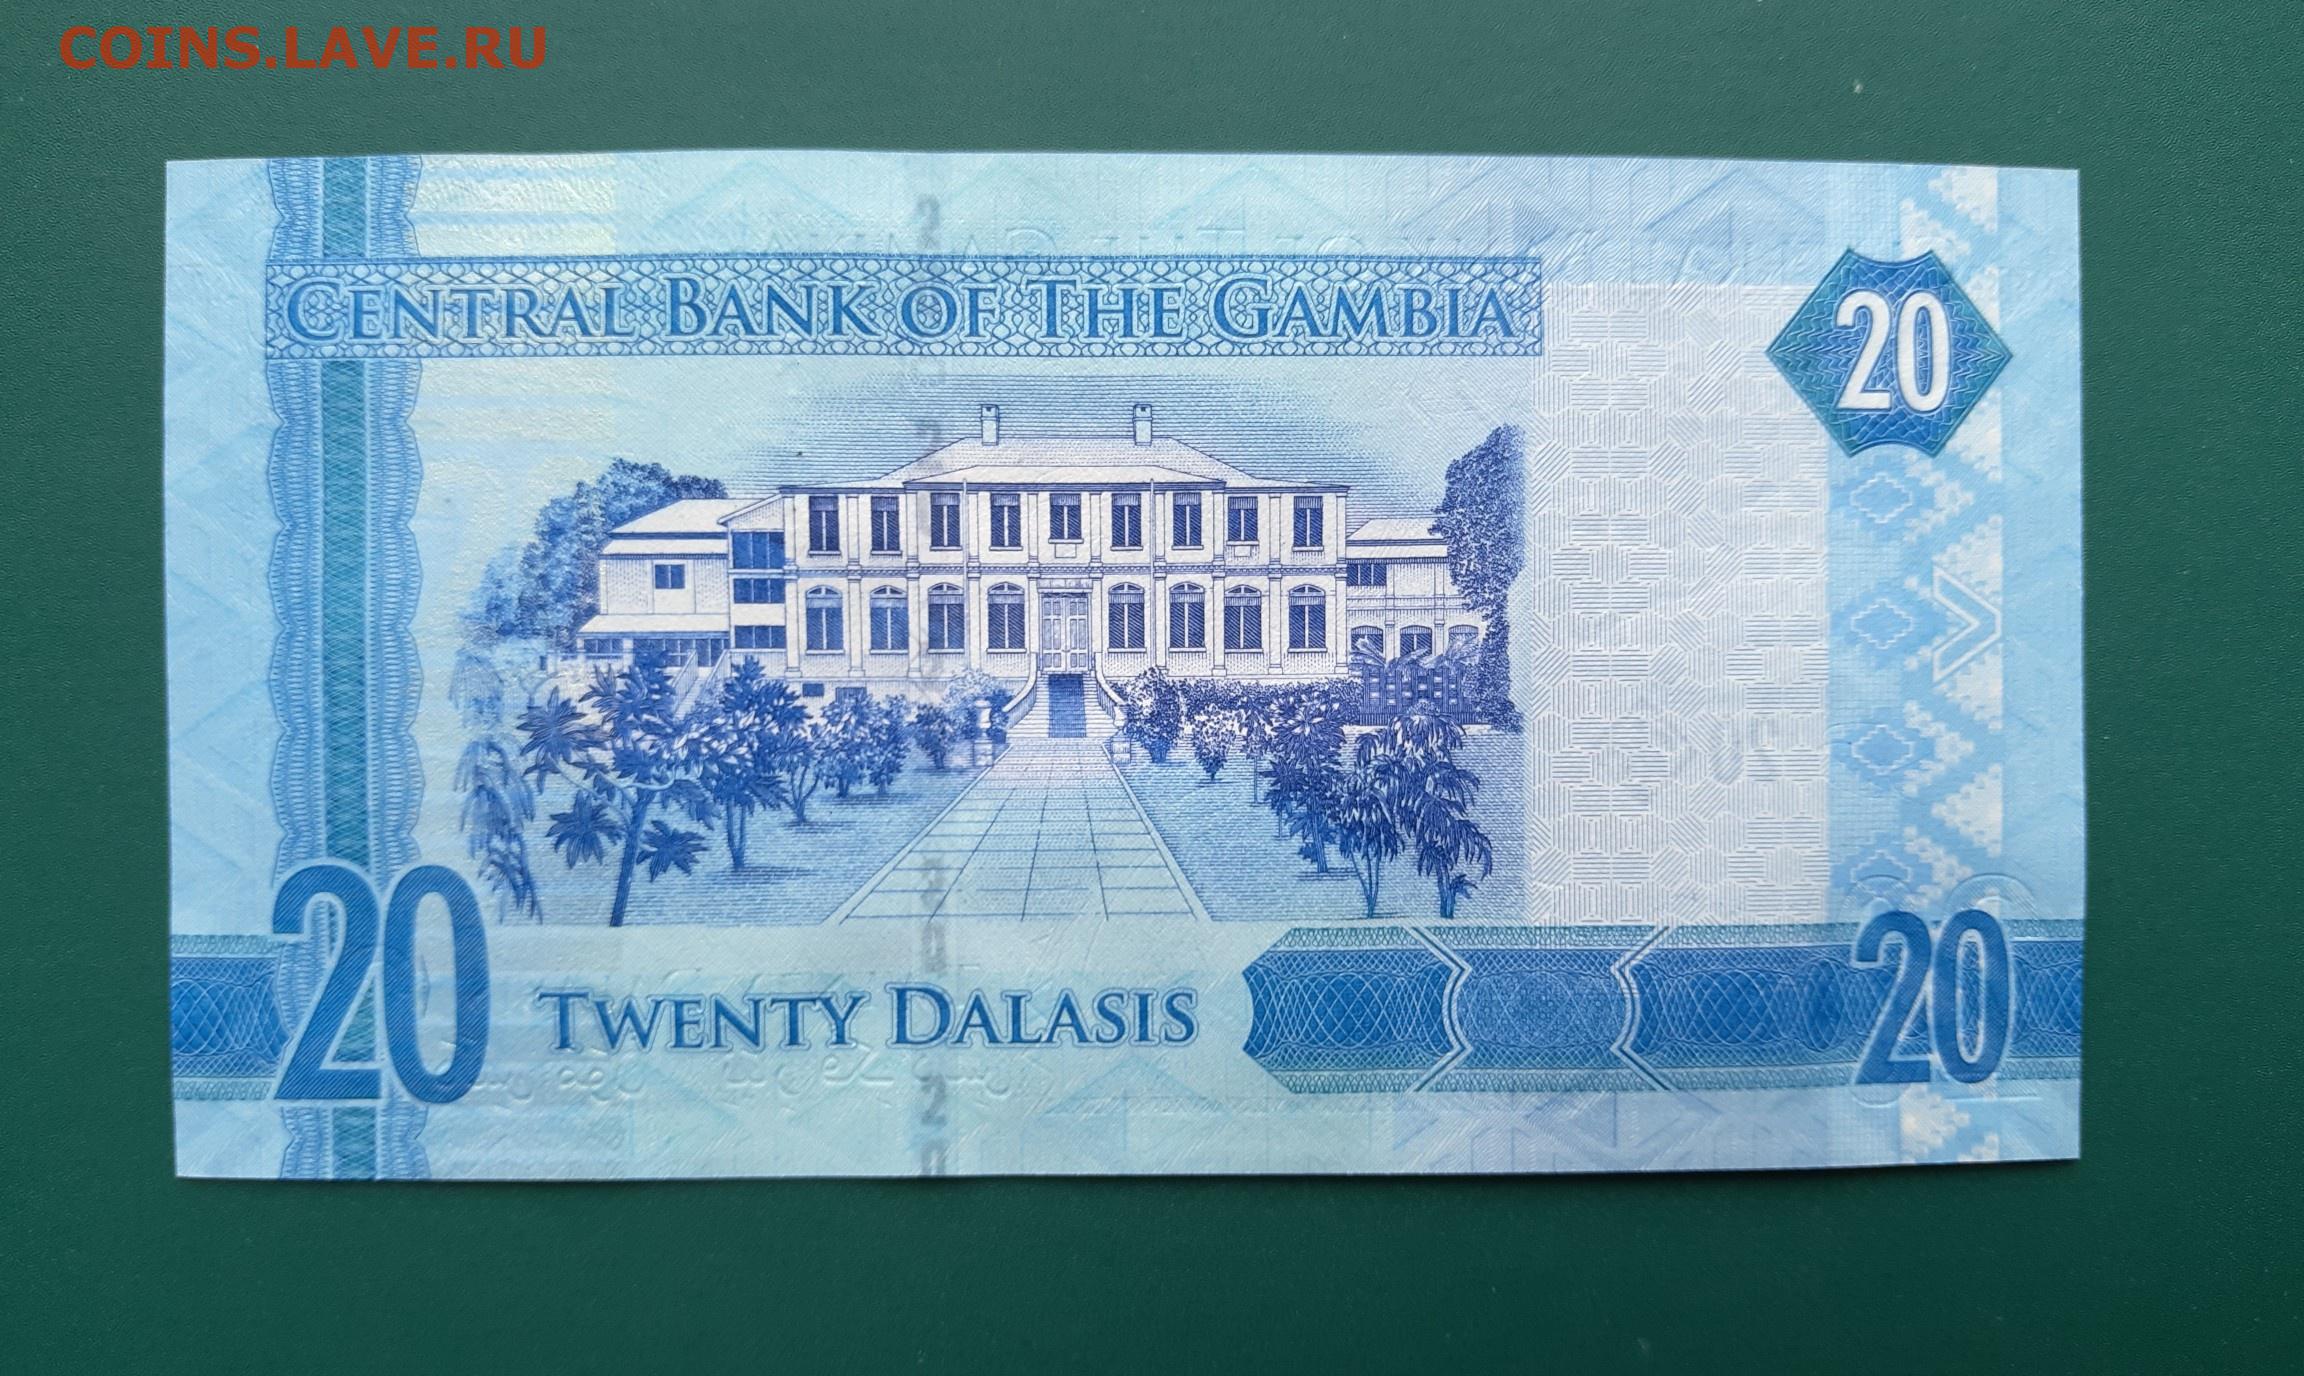 COINS.LAVE.RU
CENTRAL BANK OF THE GAMBIA
20
20
TWENTY DALASIS
20